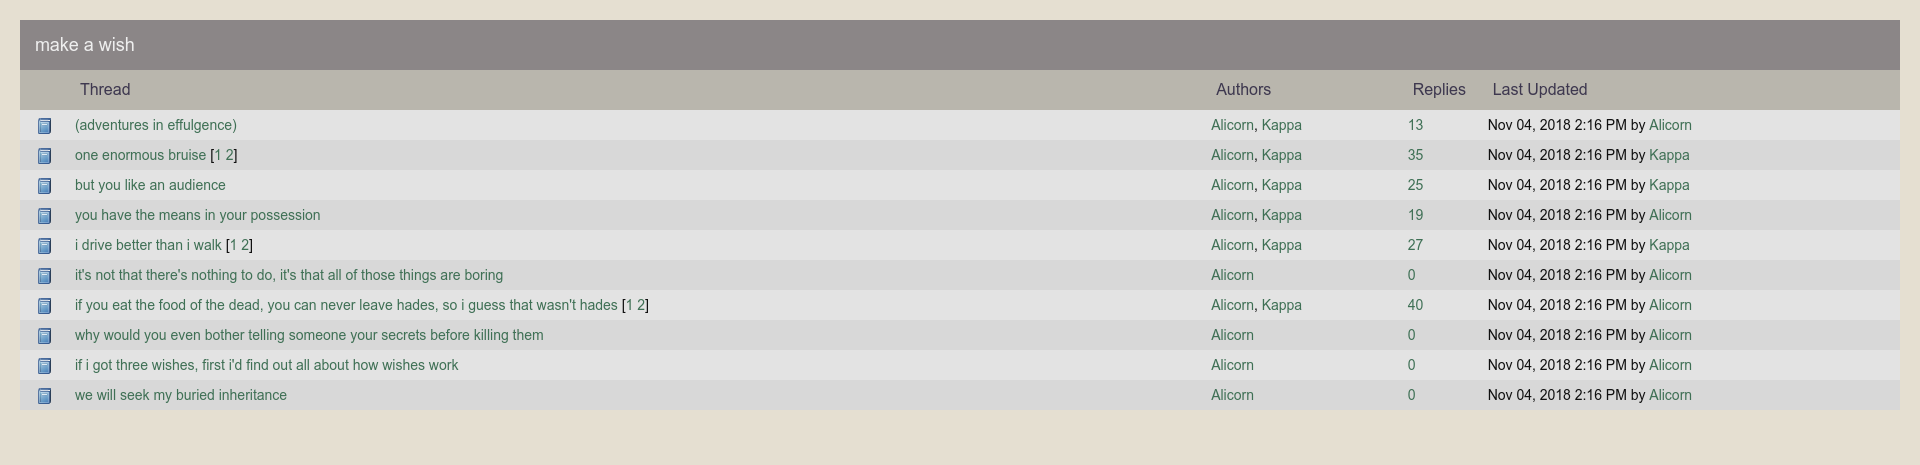 make a wish
Thread Authors Replies Last Updated
(adventures in effulgence) Alicorn, Kappa 13 Nov 04, 2018 2:16 PM by Alicorn
one enormous bruise [1 2] Alicorn, Kappa 35 Nov 04, 2018 2:16 PM by Kappa
but you like an audience Alicorn, Kappa 25 Nov 04, 2018 2:16 PM by Kappa
you have the means in your possession Alicorn, Kappa 19 Nov 04, 2018 2:16 PM by Alicorn
i drive better than i walk [1 2] Alicorn, Kappa 27 Nov 04, 2018 2:16 PM by Kappa
it's not that there's nothing to do, it's that all of those things are boring Alicorn 0 Nov 04, 2018 2:16 PM by Alicorn
if you eat the food of the dead, you can never leave hades, so i guess that wasn't hades [1 2] Alicorn, Kappa 40 Nov 04, 2018 2:16 PM by Alicorn
why would you even bother telling someone your secrets before killing them Alicorn 0 Nov 04, 2018 2:16 PM by Alicorn
if i got three wishes, first i'd find out all about how wishes work Alicorn 0 Nov 04, 2018 2:16 PM by Alicorn
we will seek my buried inheritance Alicorn 0 Nov 04, 2018 2:16 PM by Alicorn